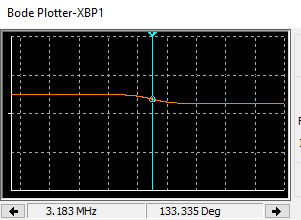 Bode Plotter-XBP1
3.183 MHz
133.335 Deg